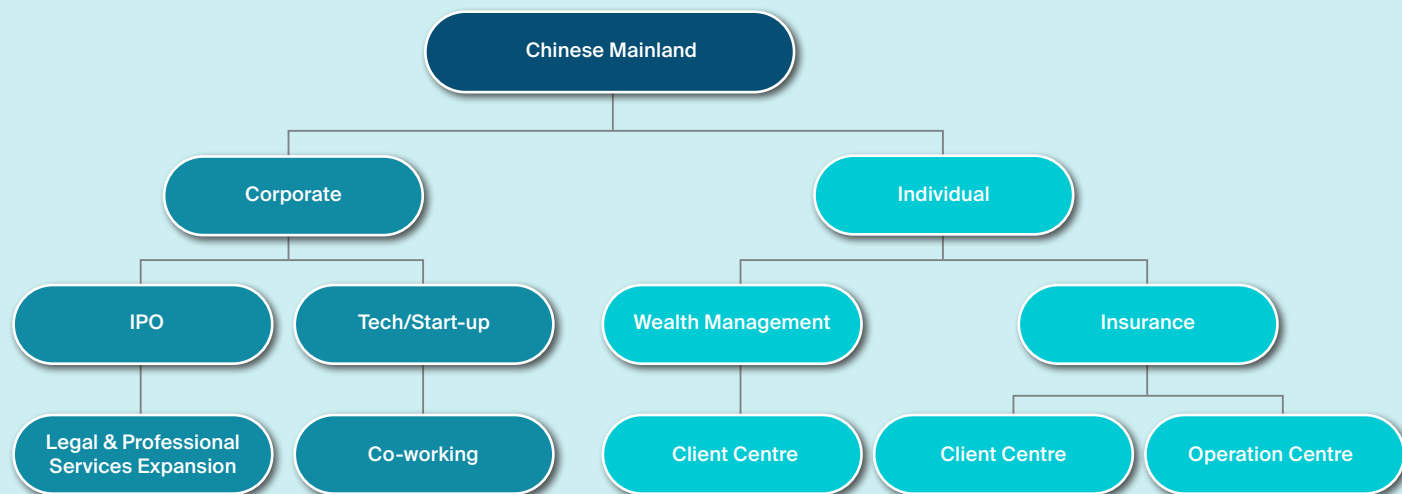 Chinese Mainland
Corporate
Individual
IPO
Tech/Start-up
Wealth Management
Insurance
Legal & Professional
Services Expansion
Co-working
Client Centre
Client Centre
Operation Centre